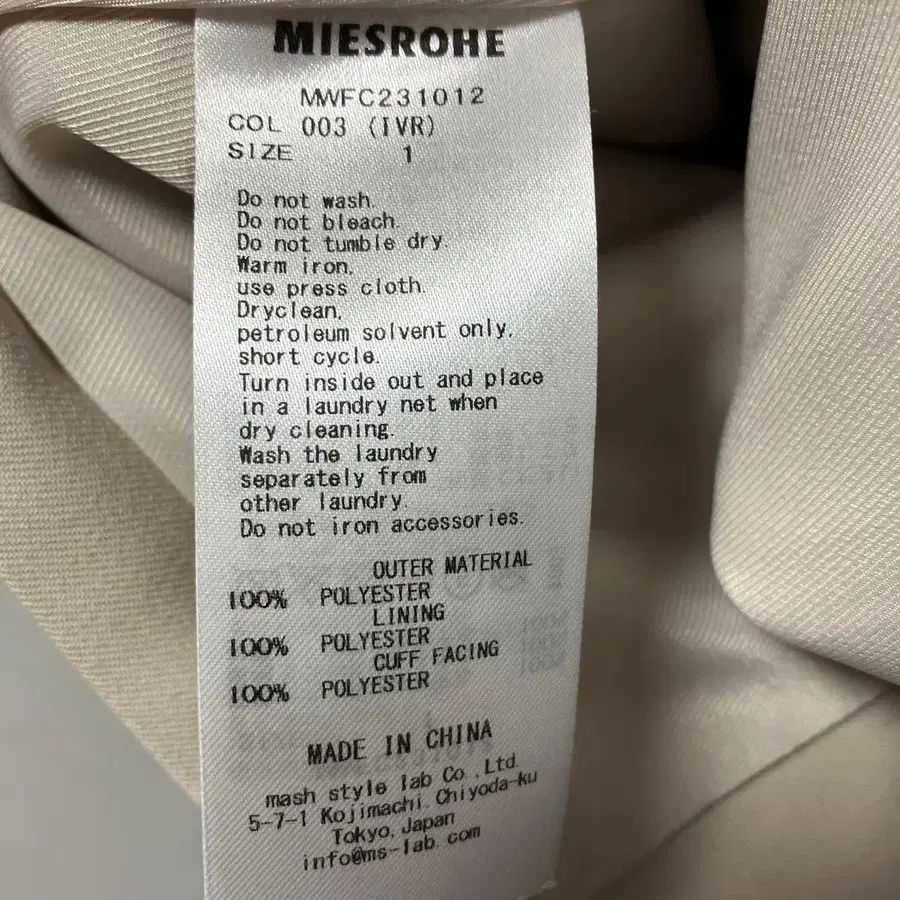 MIESROHE
MWFC231012
COL 003 (IVR)
SIZE 1
Do not wash.
Do not bleach.
Do not tumble dry.
Warm iron,
use press cloth.
Dryclean,
petroleum solvent only,
short cycle.
Turn inside out and place
in a laundry net when
dry cleaning.
Wash the laundry
separately from
other laundry.
Do not iron accessories.
OUTER MATERIAL
100% POLYESTER
LINING
100% POLYESTER
CUFF FACING
100% POLYESTER
MADE IN CHINA
mash style lab Co.,Ltd.
5-7-1 Kojimachi.Chiyoda-ku
Tokyo,Japan
info@ms-lab.com